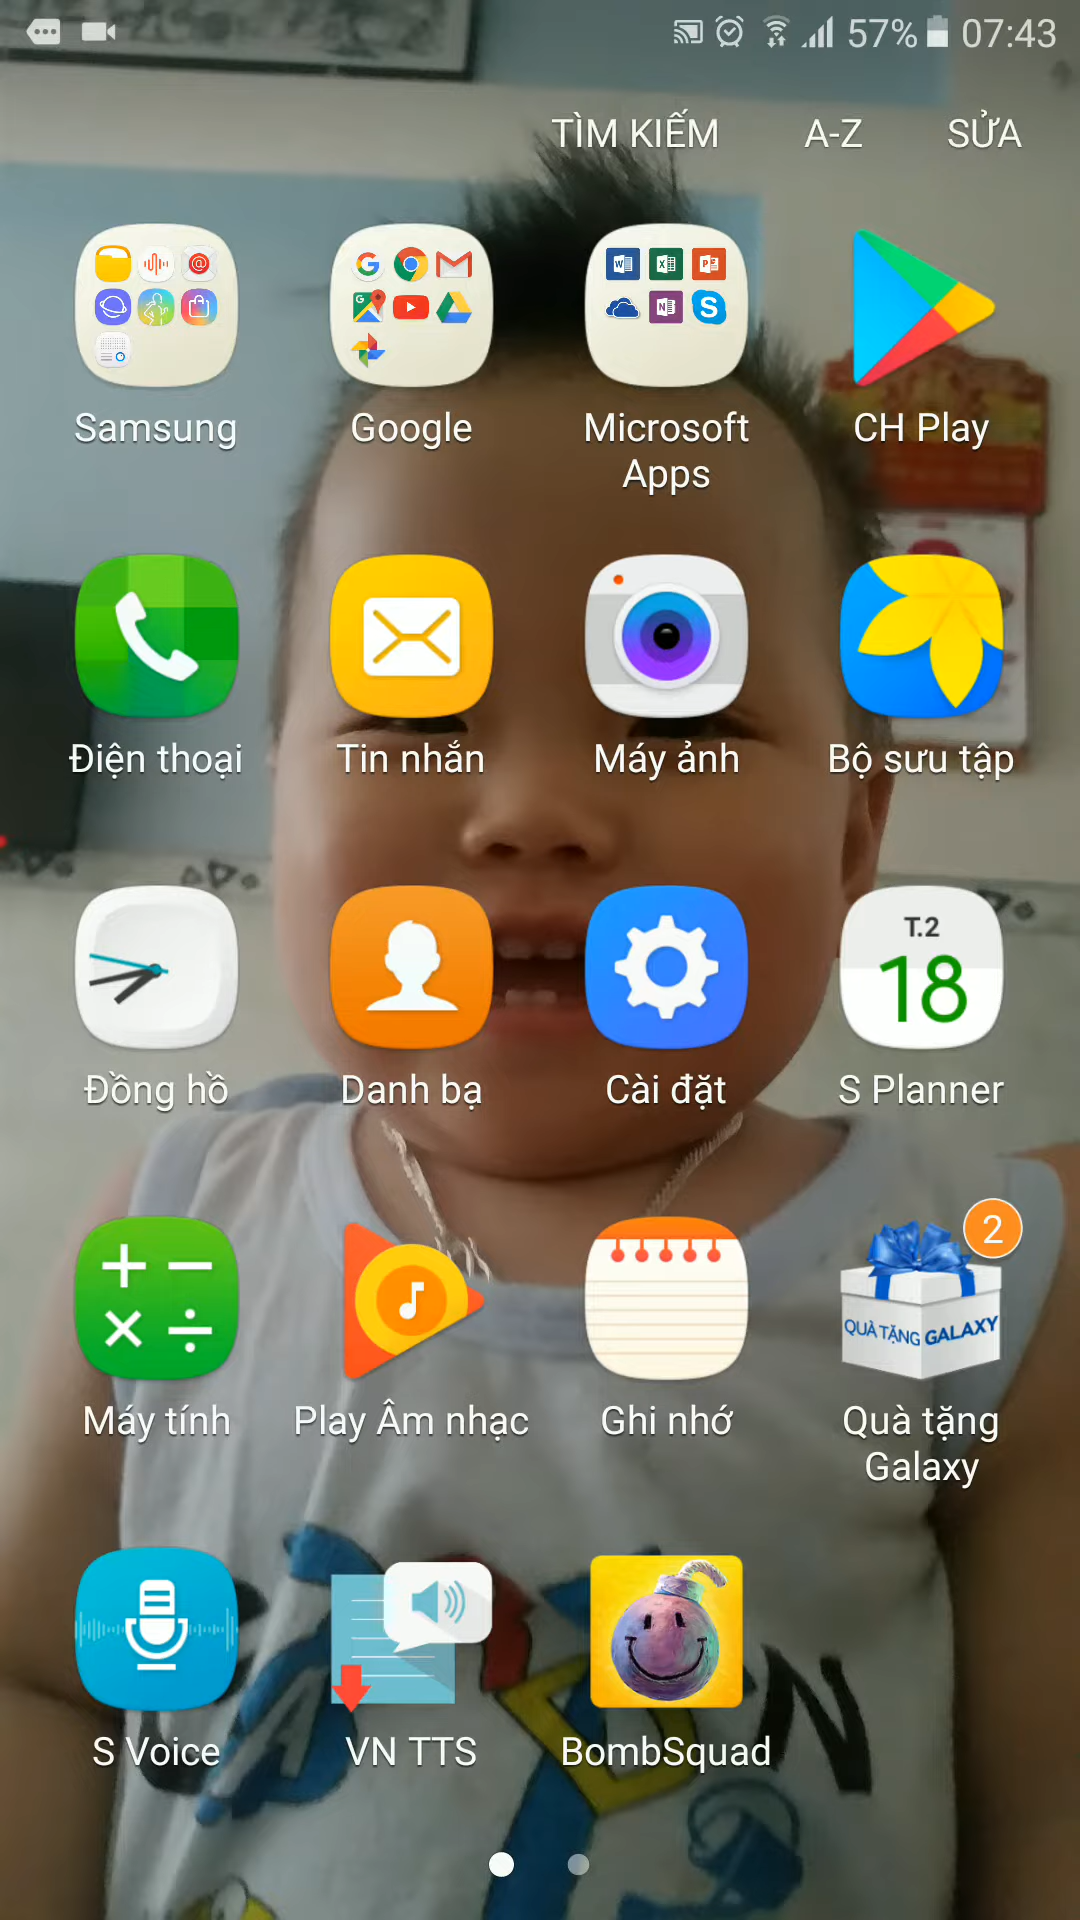 57% 07:43
TÌM KIẾM A-Z SỬA
Samsung Google Microsoft Apps CH Play
Điện thoại Tin nhắn Máy ảnh Bộ sưu tập
T.2
18
Đồng hồ Danh bạ Cài đặt S Planner
2
QUÀ TẶNG GALAXY
Máy tính Play Âm nhạc Ghi nhớ Quà tặng Galaxy
S Voice VN TTS BombSquad